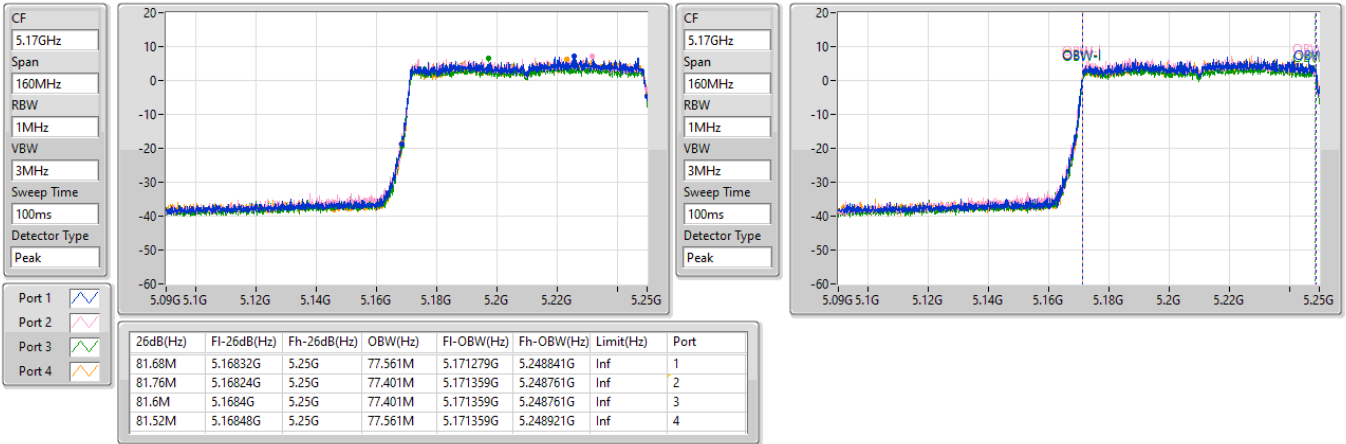 CF
5.17GHz
Span
160MHz
RBW
1MHz
VBW
3MHz
Sweep Time
100ms
Detector Type
Peak
20
10
0
-10
-20
-30
-40
-50
-60
5.09G 5.1G 5.12G 5.14G 5.16G 5.18G 5.2G 5.22G 5.25G
CF
5.17GHz
Span
160MHz
RBW
1MHz
VBW
3MHz
Sweep Time
100ms
Detector Type
Peak
20
10
0
-10
-20
-30
-40
-50
-60
OBW-l
5.09G 5.1G 5.12G 5.14G 5.16G 5.18G 5.2G 5.22G 5.25G
Port 1
Port 2
Port 3
Port 4
26dB(Hz) Fl-26dB(Hz) Fh-26dB(Hz) OBW(Hz) Fl-OBW(Hz) Fh-OBW(Hz) Limit(Hz) Port
81.68M 5.16832G 5.25G 77.561M 5.171279G 5.248841G Inf 1
81.76M 5.16824G 5.25G 77.401M 5.171359G 5.248761G Inf 2
81.6M 5.1684G 5.25G 77.401M 5.171359G 5.248761G Inf 3
81.52M 5.16848G 5.25G 77.561M 5.171359G 5.248921G Inf 4